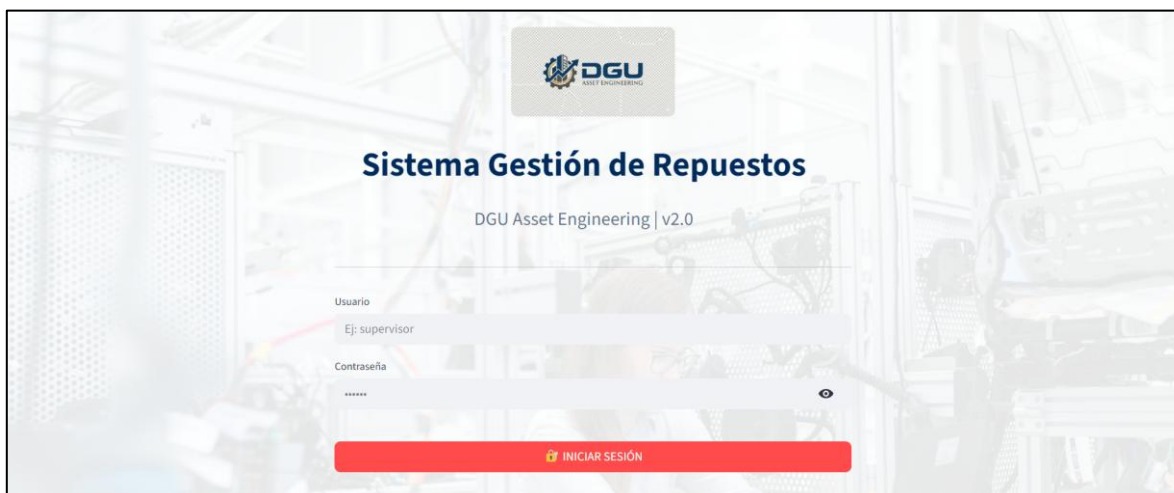 DGU
ASSET ENGINEERING
Sistema Gestión de Repuestos
DGU Asset Engineering | v2.0
Usuario
Ej: supervisor
Contraseña
••••••
🔐 INICIAR SESIÓN